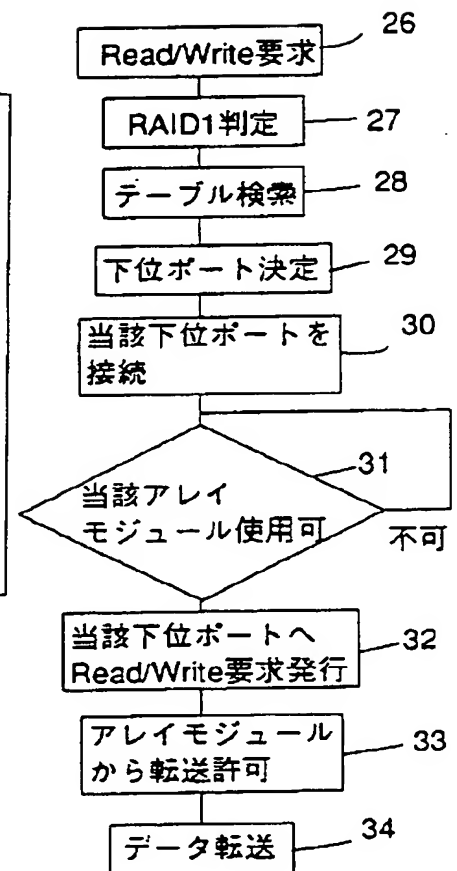 Read/Write要求
26
RAID1判定
27
テーブル検索
28
下位ポート決定
29
当該下位ポートを
接続
30
当該アレイ
モジュール使用可
31
不可
当該下位ポートへ
Read/Write要求発行
32
アレイモジュール
から転送許可
33
データ転送
34